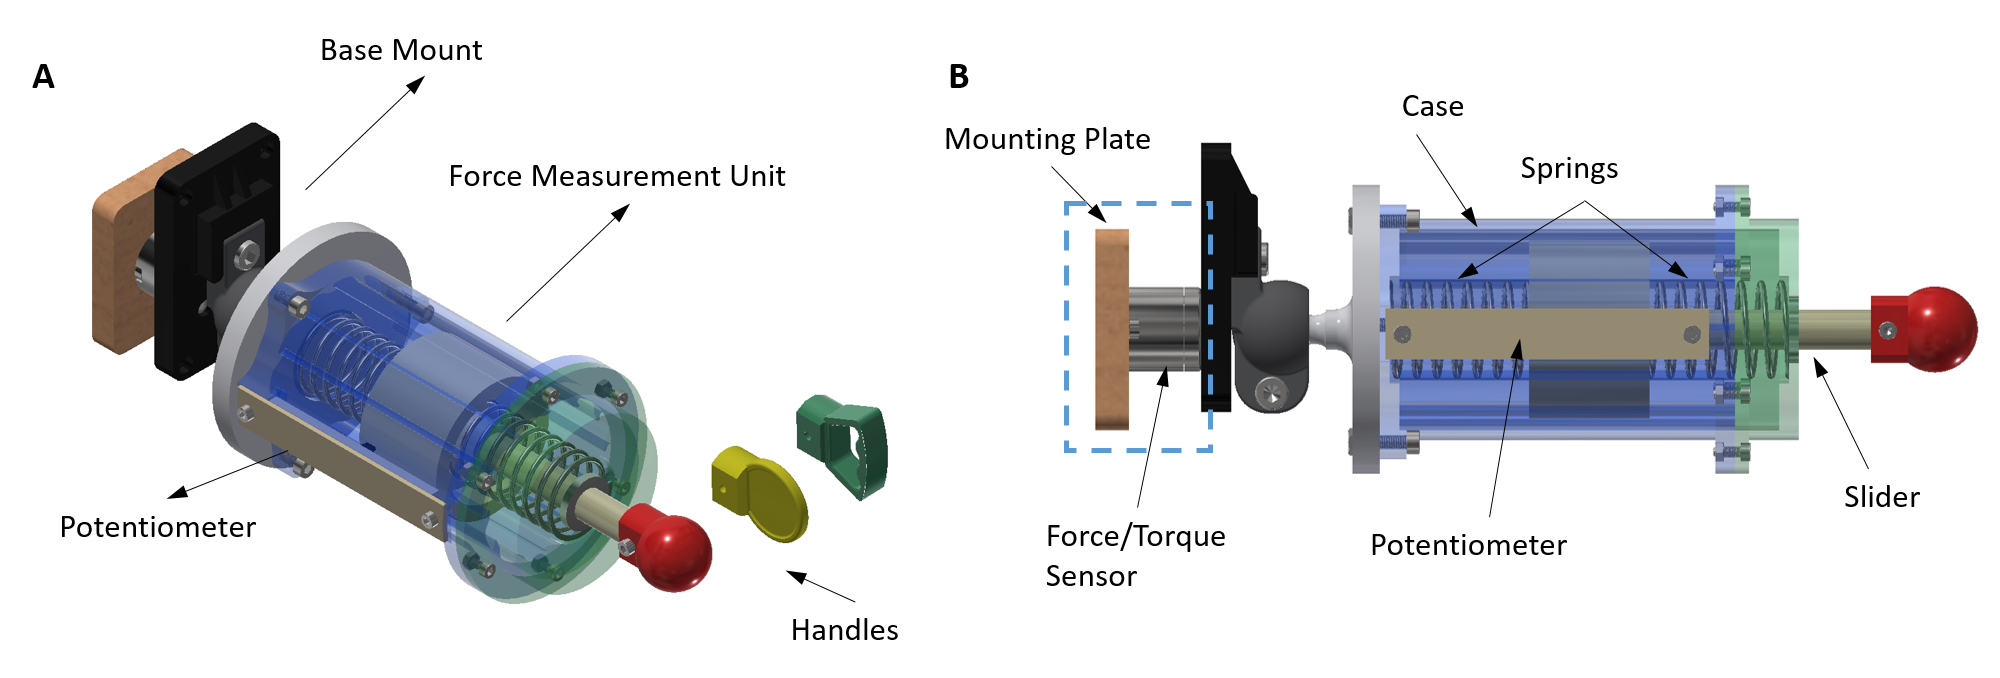 A
Base Mount
Force Measurement Unit
Potentiometer
Handles
B
Case
Mounting Plate
Springs
Slider
Force/Torque
Sensor
Potentiometer